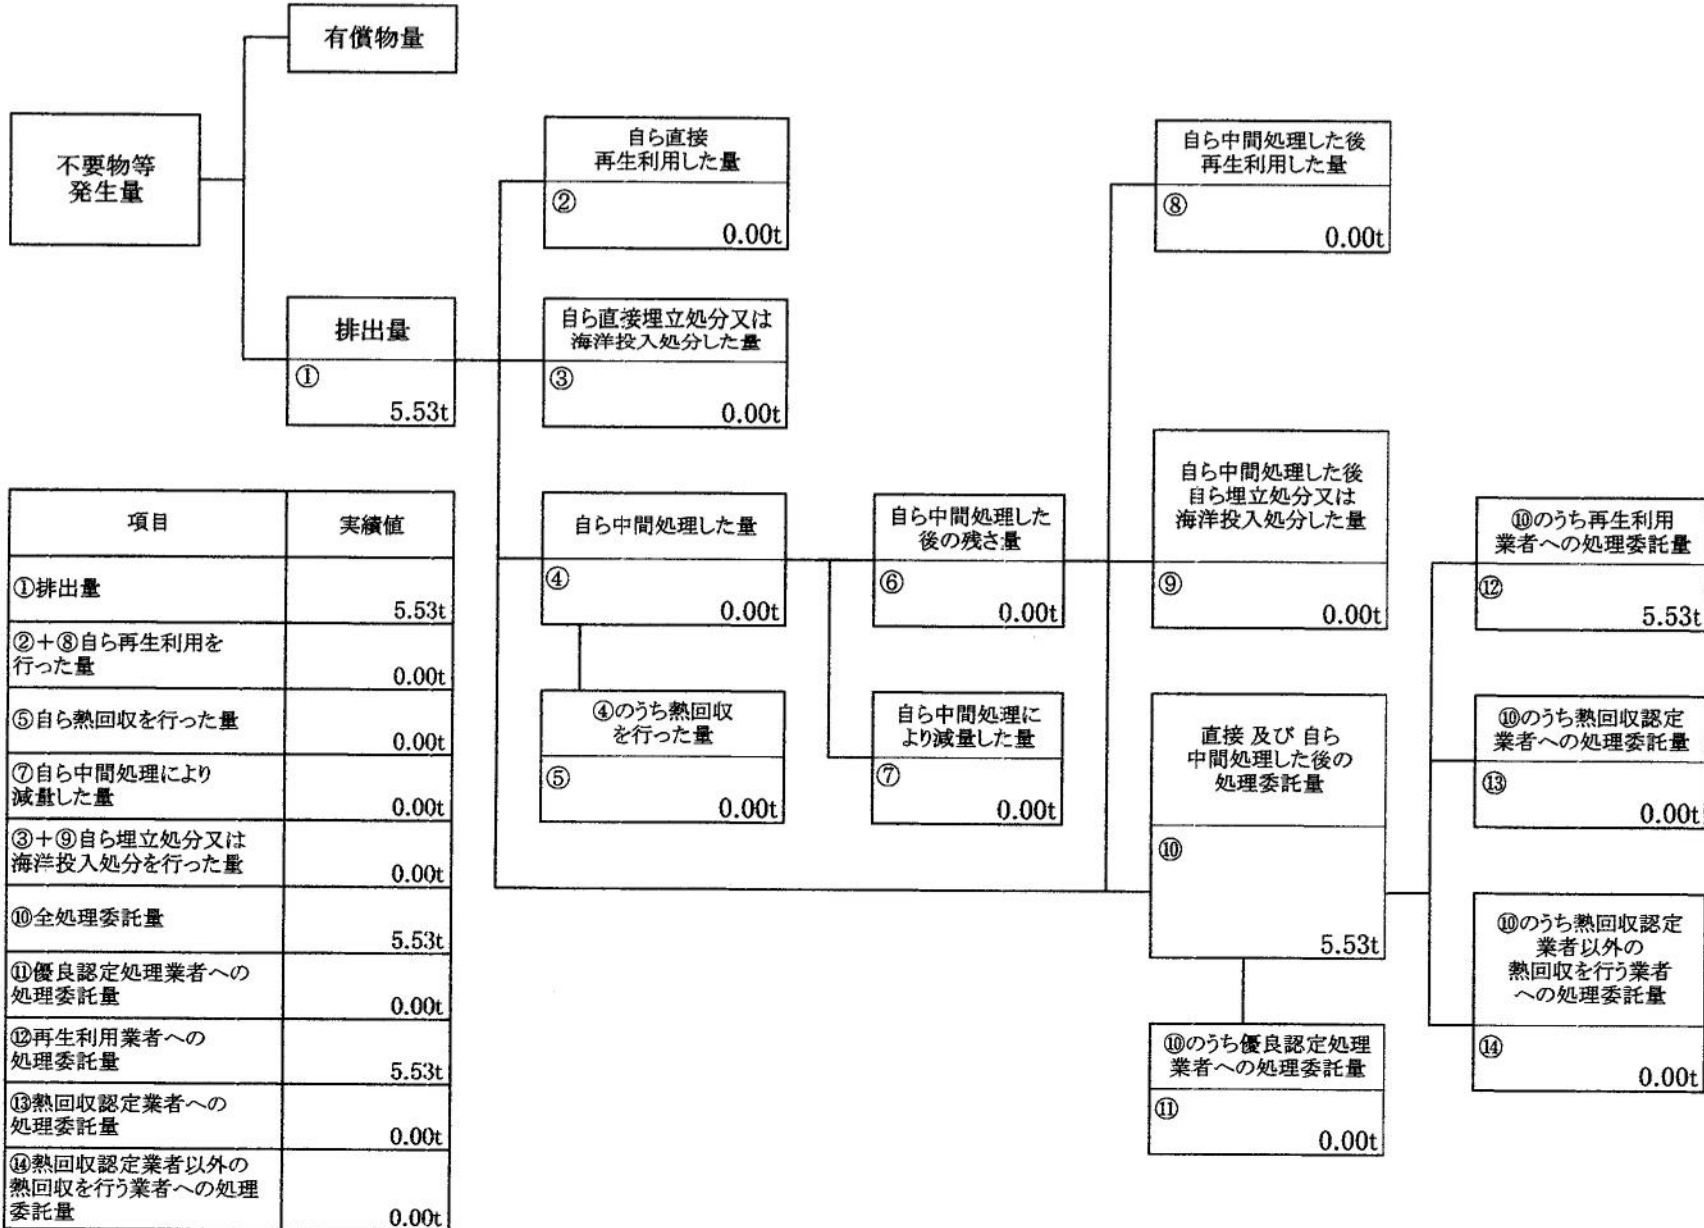 有償物量
不要物等
発生量
自ら直接
再生利用した量
②
0.00t
自ら中間処理した後
再生利用した量
⑧
0.00t
排出量
①
5.53t
自ら直接埋立処分又は
海洋投入処分した量
③
0.00t
自ら中間処理した量
④
0.00t
自ら中間処理した
後の残さ量
⑥
0.00t
自ら中間処理した後
自ら埋立処分又は
海洋投入処分した量
⑨
0.00t
⑩のうち再生利用
業者への処理委託量
⑫
5.53t
④のうち熱回収
を行った量
⑤
0.00t
自ら中間処理に
より減量した量
⑦
0.00t
直接 及び 自ら
中間処理した後の
処理委託量
⑩
5.53t
⑩のうち熱回収認定
業者への処理委託量
⑬
0.00t
⑩のうち熱回収認定
業者以外の
熱回収を行う業者
への処理委託量
⑭
0.00t
⑩のうち優良認定処理
業者への処理委託量
⑪
0.00t
項目 実績値
①排出量
5.53t
②＋⑧自ら再生利用を
行った量
0.00t
⑤自ら熱回収を行った量
0.00t
⑦自ら中間処理により
減量した量
0.00t
③＋⑨自ら埋立処分又は
海洋投入処分を行った量
0.00t
⑩全処理委託量
5.53t
⑪優良認定処理業者への
処理委託量
0.00t
⑫再生利用業者への
処理委託量
5.53t
⑬熱回収認定業者への
処理委託量
0.00t
⑭熱回収認定業者以外の
熱回収を行う業者への処理
委託量
0.00t